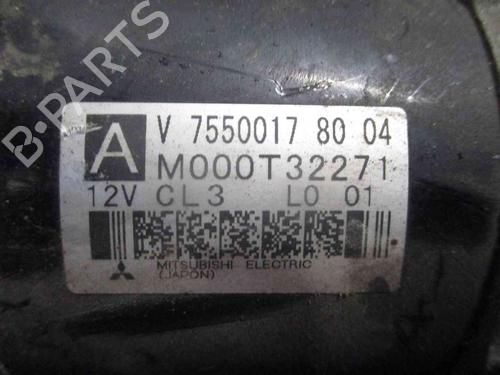 B-PARTS
A
V 7550017 80 04
M000T32271
12V CL3 L0 01
MITSUBISHI ELECTRIC
(JAPON)